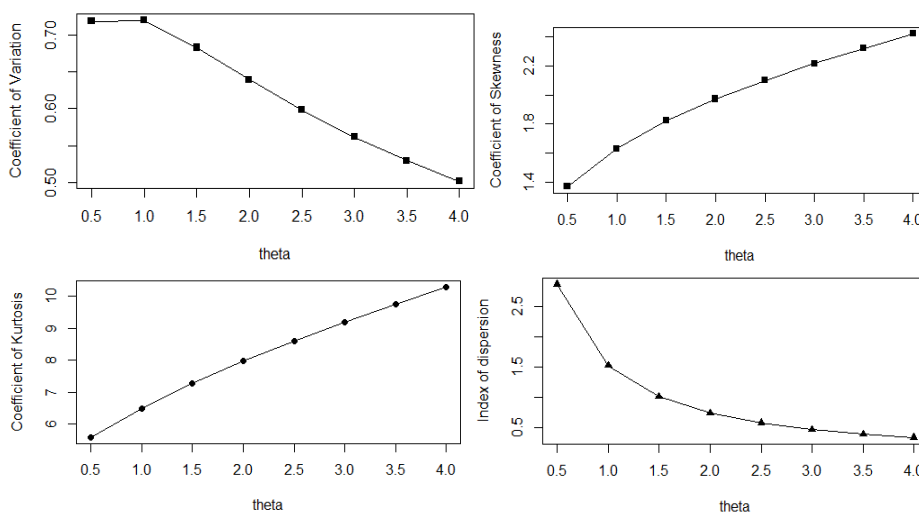 Coefficient of Variation
0.70
0.60
0.50
0.5 1.0 1.5 2.0 2.5 3.0 3.5 4.0
theta
Coefficient of Skewness
2.2
1.8
1.4
0.5 1.0 1.5 2.0 2.5 3.0 3.5 4.0
theta
Coefficient of Kurtosis
10
9
8
7
6
0.5 1.0 1.5 2.0 2.5 3.0 3.5 4.0
theta
Index of dispersion
2.5
1.5
0.5
0.5 1.0 1.5 2.0 2.5 3.0 3.5 4.0
theta